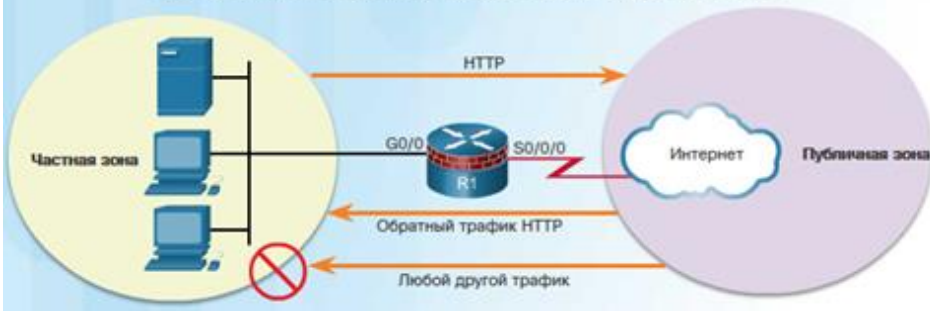 HTTP
G0/0
S0/0/0
Частная зона
Интернет
Публичная зона
R1
Обратный трафик HTTP
Любой другой трафик